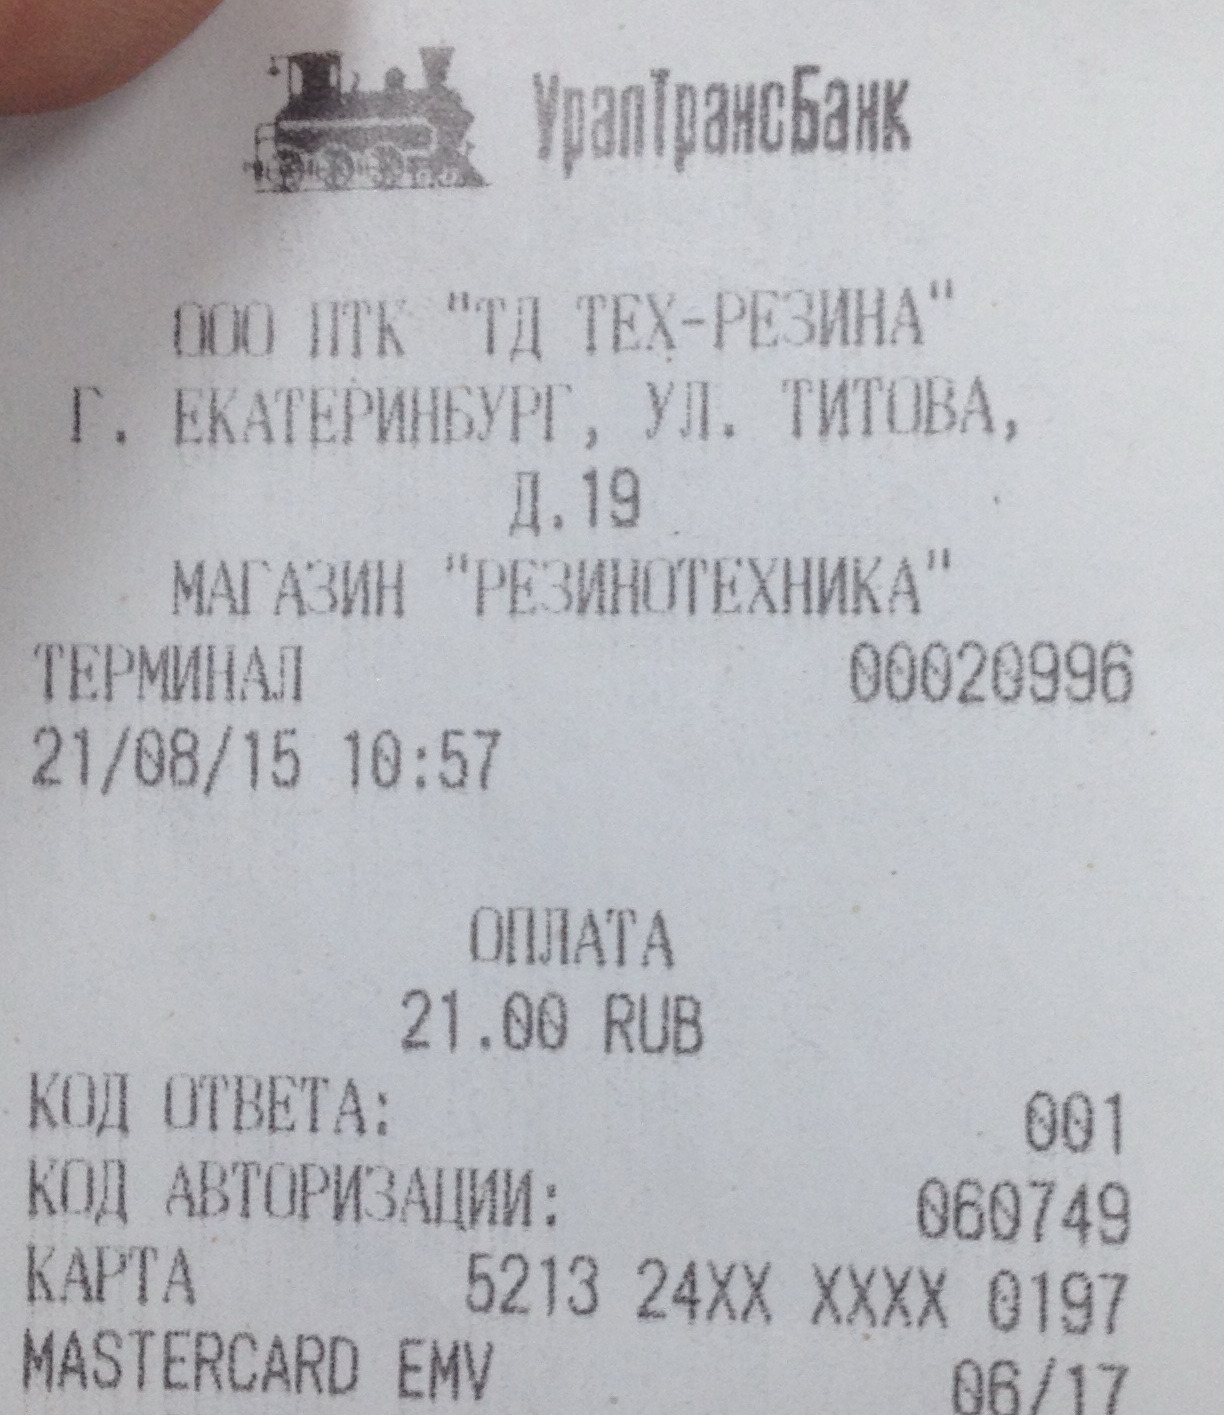 УралТрансБанк
ООО ПТК "ТД ТЕХ-РЕЗИНА"
Г. ЕКАТЕРИНБУРГ, УЛ. ТИТОВА,
Д.19
МАГАЗИН "РЕЗИНОТЕХНИКА"
ТЕРМИНАЛ 00020996
21/08/15 10:57
ОПЛАТА
21.00 RUB
КОД ОТВЕТА: 001
КОД АВТОРИЗАЦИИ: 060749
КАРТА 5213 24XX XXXX 0197
MASTERCARD EMV 06/17